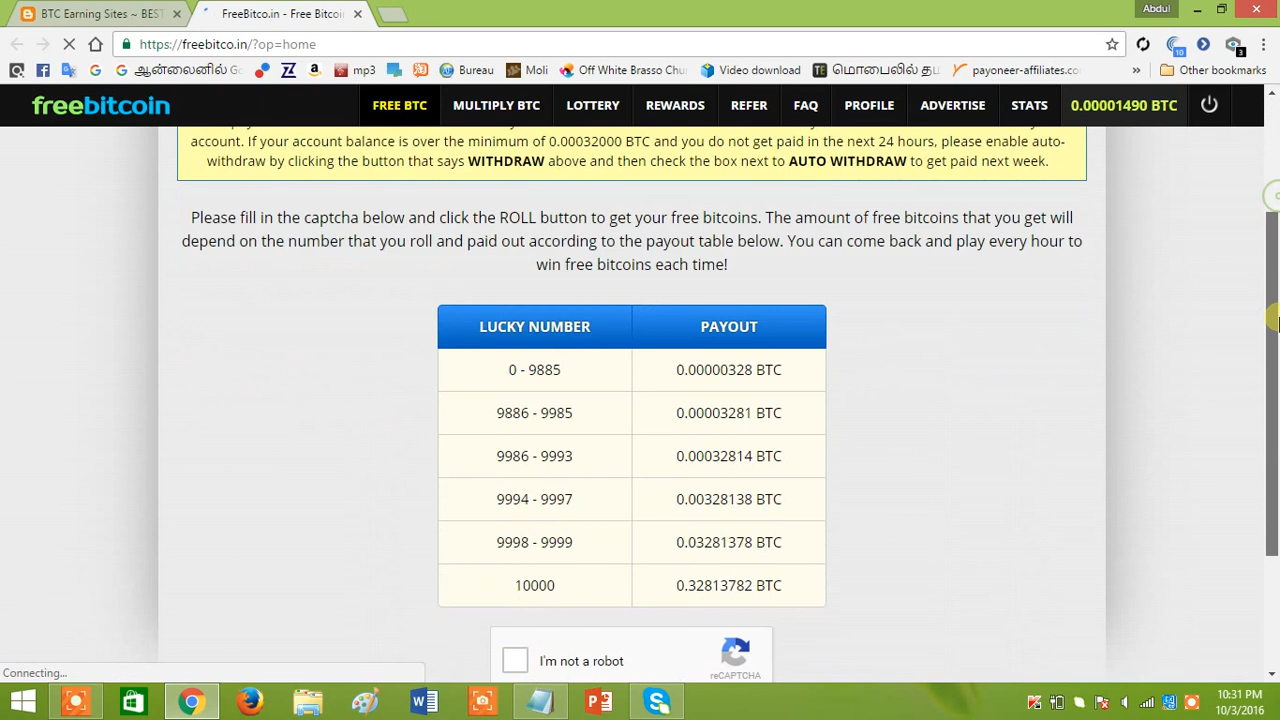 BTC Earning Sites ~ BEST
FreeBitco.in - Free Bitcoi
Abdul
https://freebitco.in/?op=home
10
3
ஆன்லைனில் Go
mp3
Bureau
Moli
Off White Brasso Chur
Video download
மொபைலில் தமி
payoneer-affiliates.co
Other bookmarks
freebitcoin
FREE BTC
MULTIPLY BTC
LOTTERY
REWARDS
REFER
FAQ
PROFILE
ADVERTISE
STATS
0.00001490 BTC
account. If your account balance is over the minimum of 0.00032000 BTC and you do not get paid in the next 24 hours, please enable auto-
withdraw by clicking the button that says WITHDRAW above and then check the box next to AUTO WITHDRAW to get paid next week.
Please fill in the captcha below and click the ROLL button to get your free bitcoins. The amount of free bitcoins that you get will
depend on the number that you roll and paid out according to the payout table below. You can come back and play every hour to
win free bitcoins each time!
LUCKY NUMBER PAYOUT
0 - 9885 0.00000328 BTC
9886 - 9985 0.00003281 BTC
9986 - 9993 0.00032814 BTC
9994 - 9997 0.00328138 BTC
9998 - 9999 0.03281378 BTC
10000 0.32813782 BTC
I'm not a robot
reCAPTCHA
Connecting...
10:31 PM
10/3/2016